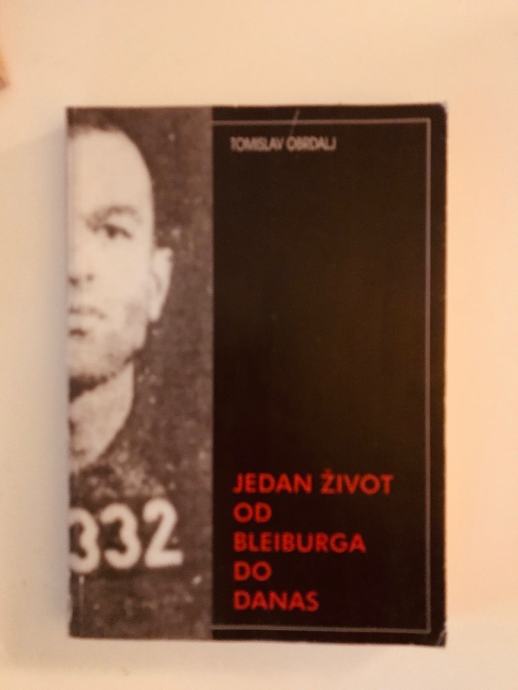 TOMISLAV OBRDALJ
JEDAN ŽIVOT
OD
BLEIBURGA
DO
DANAS
332